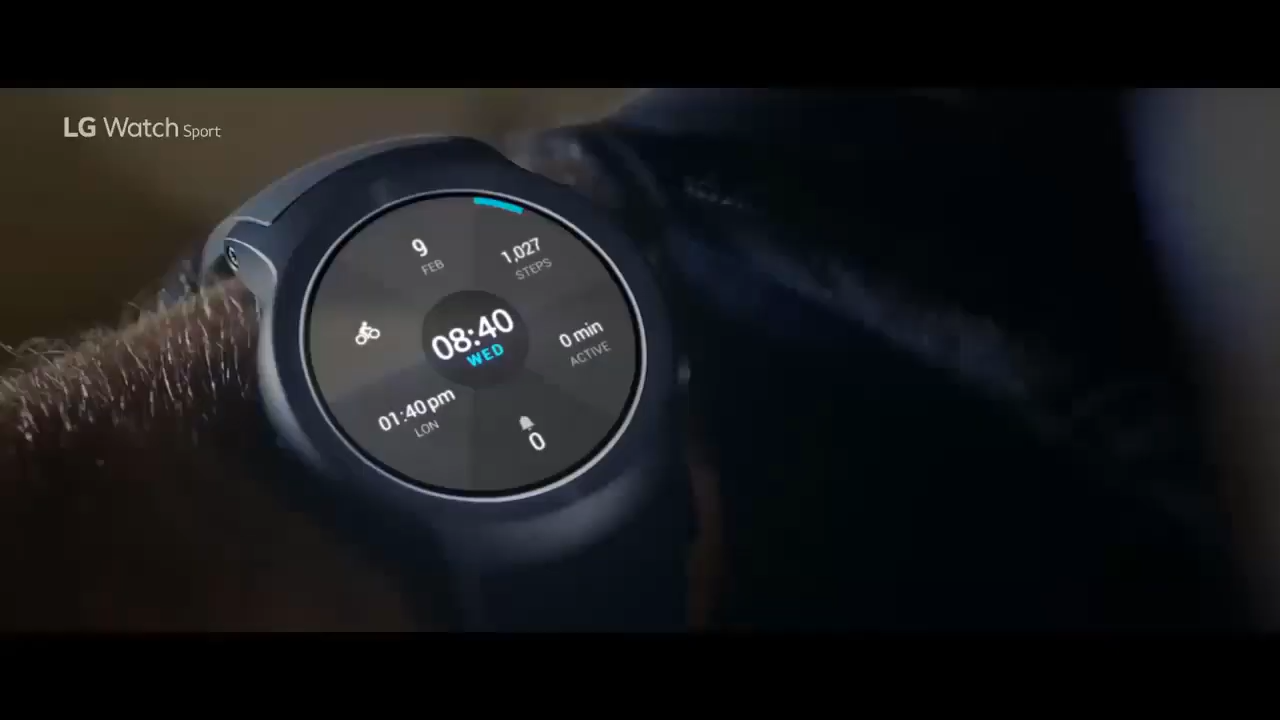 LG Watch Sport
9
FEB
1,027
STEPS
08:40
WED
0 min
ACTIVE
01:40 pm
LON
0